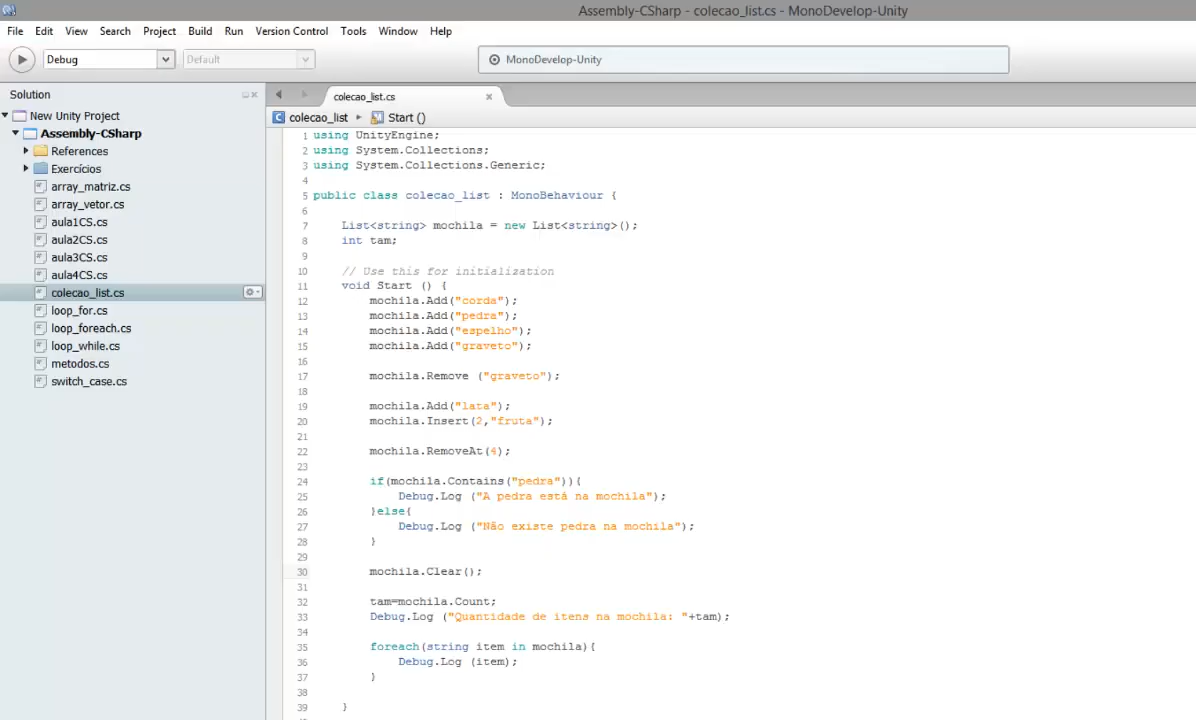 Assembly-CSharp - colecao_list.cs - MonoDevelop-Unity
File Edit View Search Project Build Run Version Control Tools Window Help
Debug Default MonoDevelop-Unity
Solution
New Unity Project
Assembly-CSharp
References
Exercícios
array_matriz.cs
array_vetor.cs
aula1CS.cs
aula2CS.cs
aula3CS.cs
aula4CS.cs
colecao_list.cs
loop_for.cs
loop_foreach.cs
loop_while.cs
metodos.cs
switch_case.cs
colecao_list.cs
colecao_list Start ()
1 using UnityEngine;
2 using System.Collections;
3 using System.Collections.Generic;
4
5 public class colecao_list : MonoBehaviour {
6
7 List<string> mochila = new List<string>();
8 int tam;
9
10 // Use this for initialization
11 void Start () {
12 mochila.Add("corda");
13 mochila.Add("pedra");
14 mochila.Add("espelho");
15 mochila.Add("graveto");
16
17 mochila.Remove ("graveto");
18
19 mochila.Add("lata");
20 mochila.Insert(2,"fruta");
21
22 mochila.RemoveAt(4);
23
24 if(mochila.Contains("pedra")){
25 Debug.Log ("A pedra está na mochila");
26 }else{
27 Debug.Log ("Não existe pedra na mochila");
28 }
29
30 mochila.Clear();
31
32 tam=mochila.Count;
33 Debug.Log ("Quantidade de itens na mochila: "+tam);
34
35 foreach(string item in mochila){
36 Debug.Log (item);
37 }
38
39 }